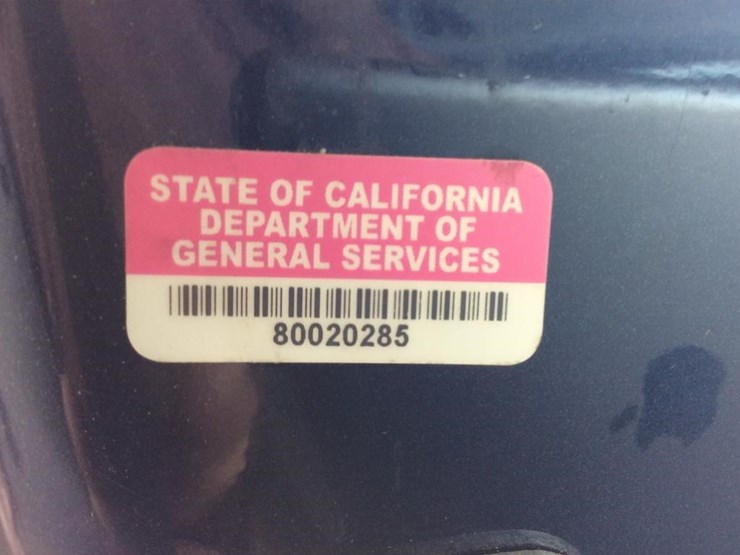 STATE OF CALIFORNIA
DEPARTMENT OF
GENERAL SERVICES
80020285